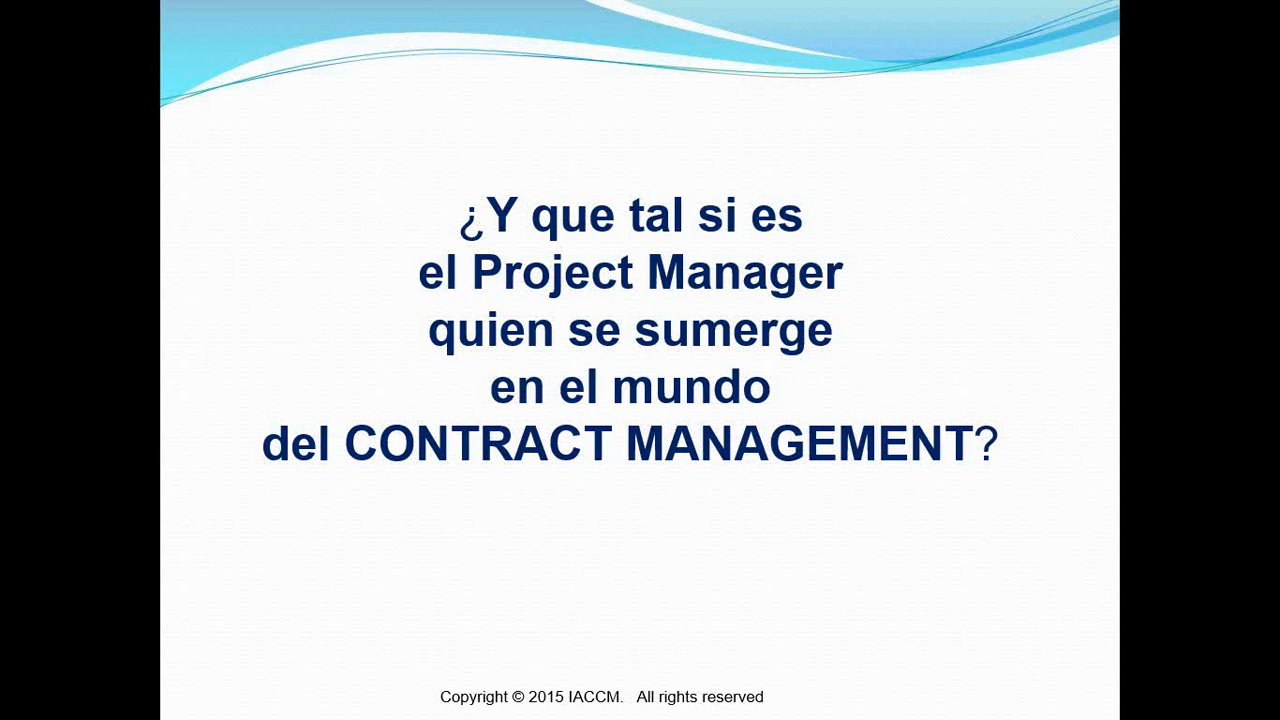 ¿Y que tal si es
el Project Manager
quien se sumerge
en el mundo
del CONTRACT MANAGEMENT?
Copyright © 2015 IACCM.   All rights reserved